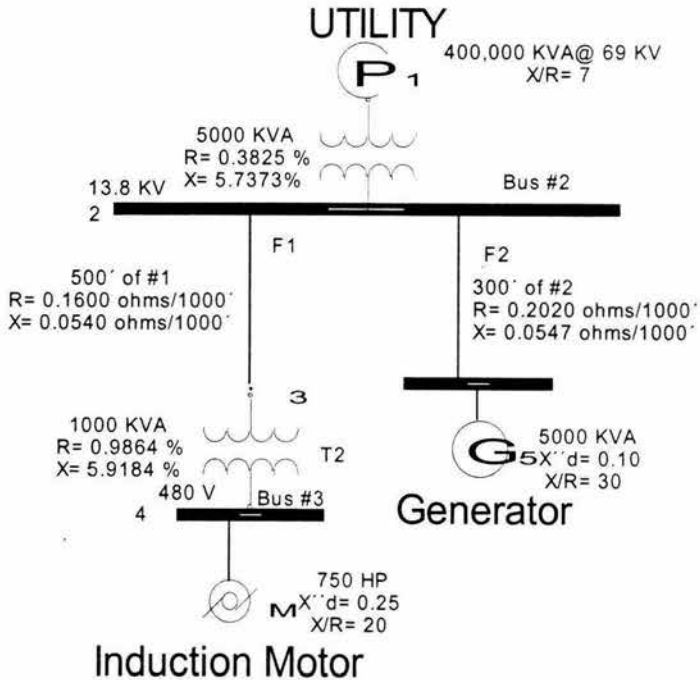 UTILITY
P 1
400,000 KVA@ 69 KV
X/R= 7
5000 KVA
R= 0.3825 %
X= 5.7373%
13.8 KV
2
Bus #2
F1
F2
500´ of #1
R= 0.1600 ohms/1000´
X= 0.0540 ohms/1000´
300´ of #2
R= 0.2020 ohms/1000´
X= 0.0547 ohms/1000´
3
1000 KVA
R= 0.9864 %
X= 5.9184 %
T2
480 V
Bus #3
4
G5
5000 KVA
X´´d= 0.10
X/R= 30
Generator
M
750 HP
X´´d= 0.25
X/R= 20
Induction Motor